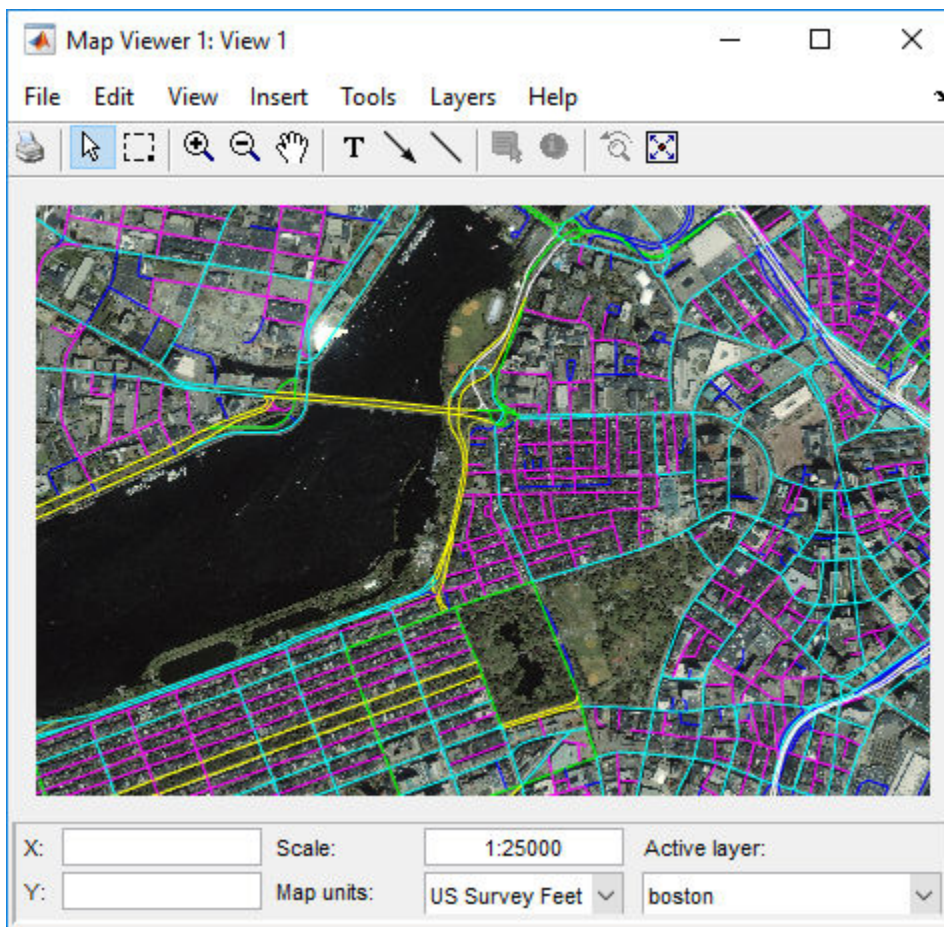 Map Viewer 1: View 1
File Edit View Insert Tools Layers Help
T
X: Scale: 1:25000 Active layer:
Y: Map units: US Survey Feet boston